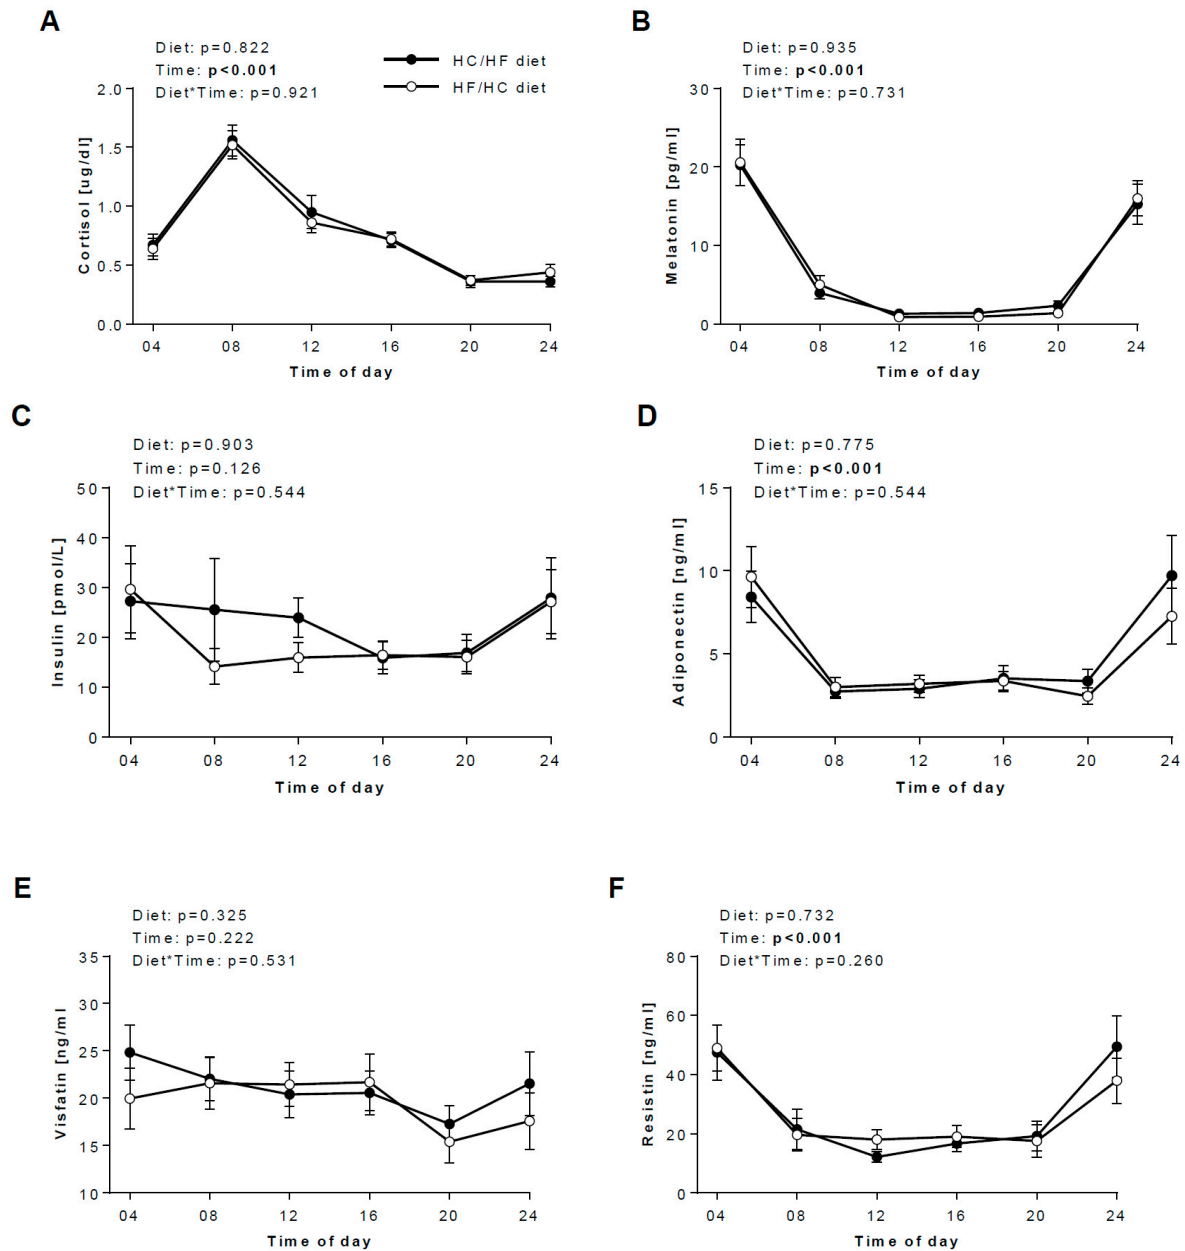 A
Diet: p=0.822
Time: p<0.001
Diet*Time: p=0.921
HC/HF diet
HF/HC diet
Cortisol [ug/dl]
2.0
1.5
1.0
0.5
0.0
04 08 12 16 20 24
Time of day
B
Diet: p=0.935
Time: p<0.001
Diet*Time: p=0.731
Melatonin [pg/ml]
30
20
10
0
04 08 12 16 20 24
Time of day
C
Diet: p=0.903
Time: p=0.126
Diet*Time: p=0.544
Insulin [pmol/L]
50
40
30
20
10
0
04 08 12 16 20 24
Time of day
D
Diet: p=0.775
Time: p<0.001
Diet*Time: p=0.544
Adiponectin [ng/ml]
15
10
5
0
04 08 12 16 20 24
Time of day
E
Diet: p=0.325
Time: p=0.222
Diet*Time: p=0.531
Visfatin [ng/ml]
35
30
25
20
15
10
04 08 12 16 20 24
Time of day
F
Diet: p=0.732
Time: p<0.001
Diet*Time: p=0.260
Resistin [ng/ml]
80
60
40
20
0
04 08 12 16 20 24
Time of day